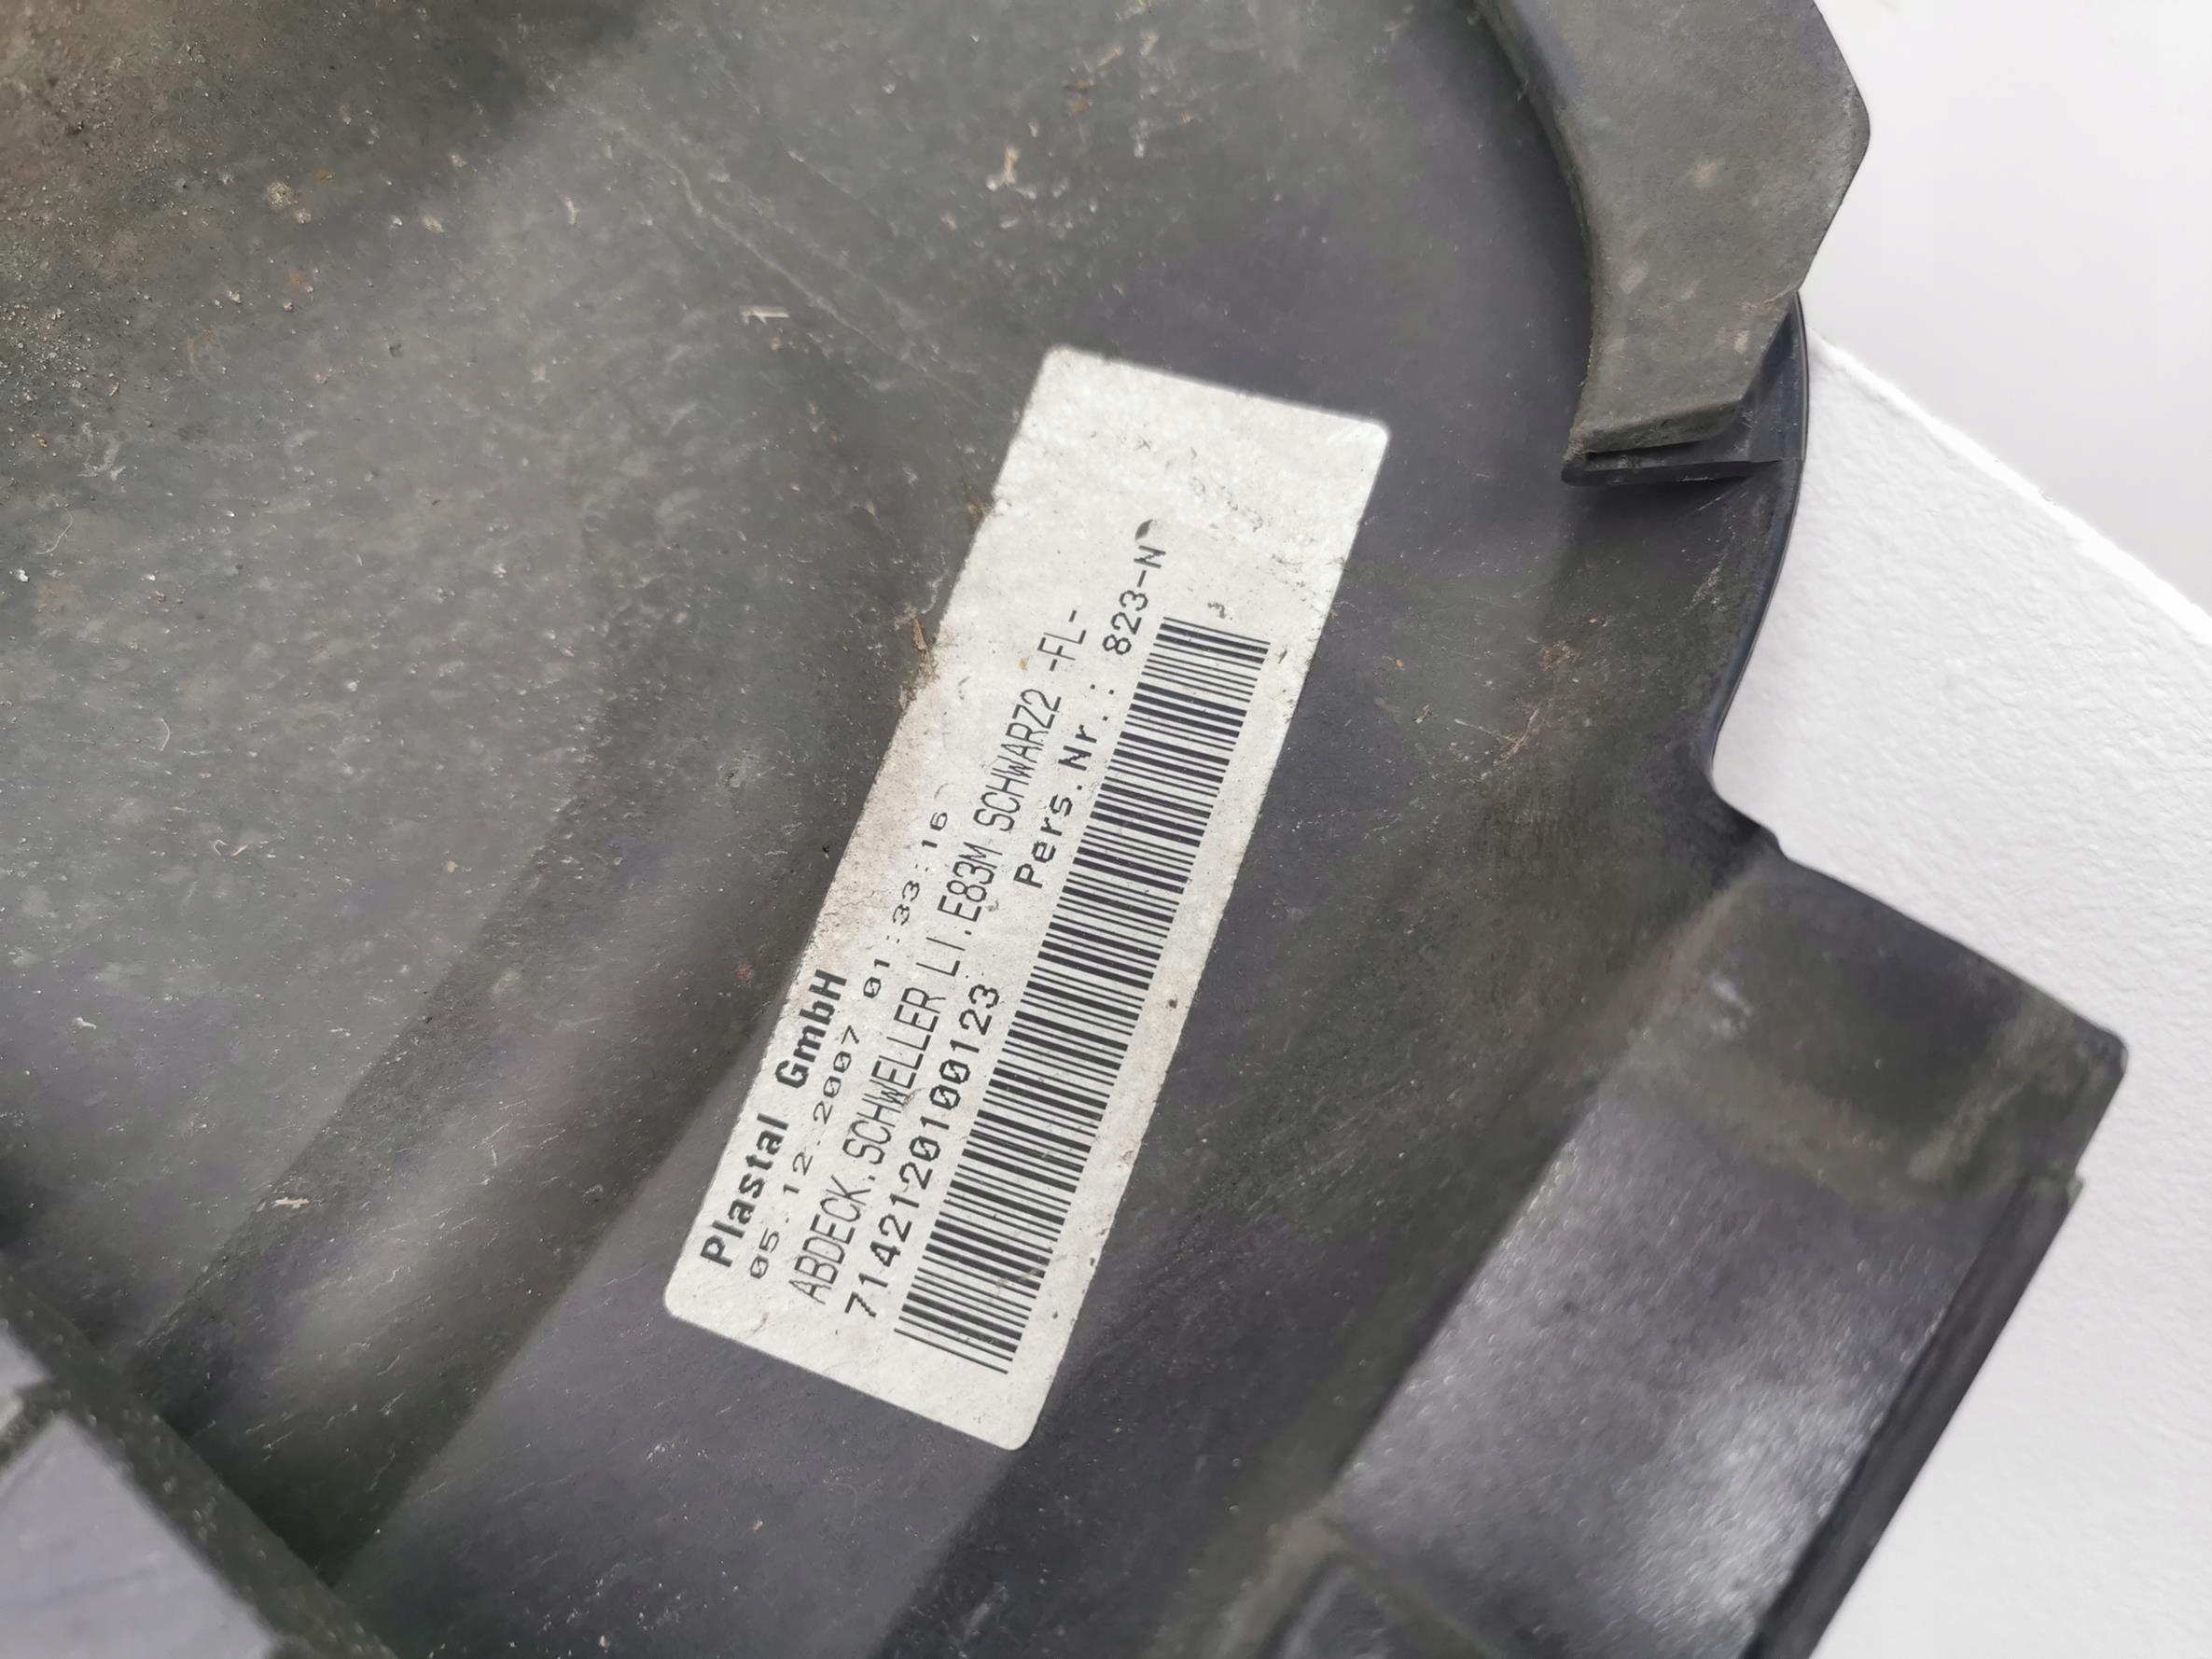 Plastal GmbH
05.12.2007 01:33:16
ABDECK.SCHWELLER LI.E83M SCHWARZ2 -FL-
7142120100123 Pers.Nr.: 823-N